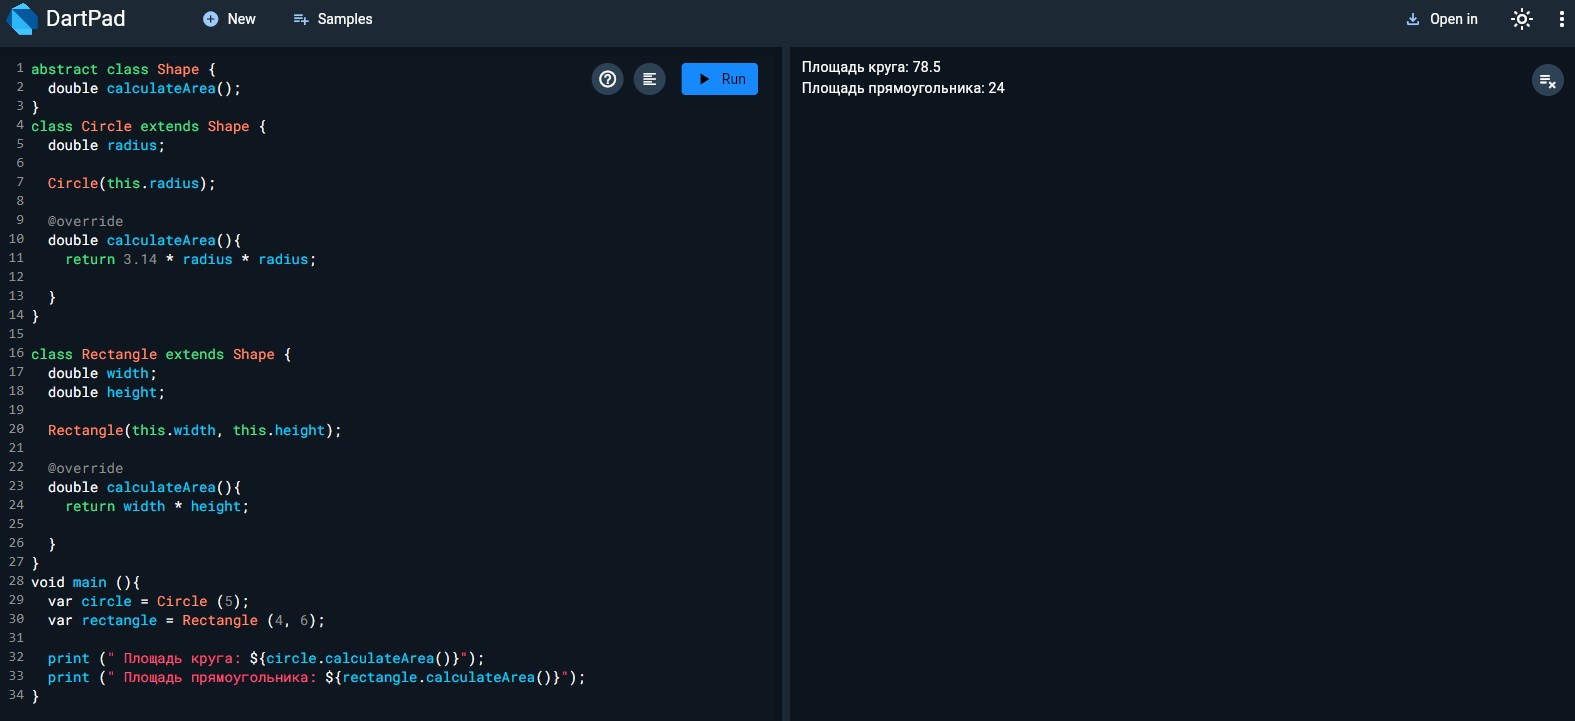 DartPad
New
Samples
Open in
1 abstract class Shape {
2   double calculateArea();
3 }
4 class Circle extends Shape {
5   double radius;
6
7   Circle(this.radius);
8
9   @override
10   double calculateArea(){
11     return 3.14 * radius * radius;
12
13   }
14 }
15
16 class Rectangle extends Shape {
17   double width;
18   double height;
19
20   Rectangle(this.width, this.height);
21
22   @override
23   double calculateArea(){
24     return width * height;
25
26   }
27 }
28 void main (){
29   var circle = Circle (5);
30   var rectangle = Rectangle (4, 6);
31
32   print (" Площадь круга: ${circle.calculateArea()}");
33   print (" Площадь прямоугольника: ${rectangle.calculateArea()}");
34 }
Run
Площадь круга: 78.5
Площадь прямоугольника: 24